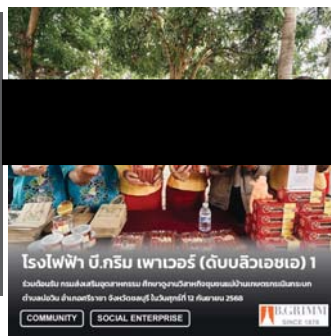 โรงไฟฟ้า บี.กริม เพาเวอร์ (ดับบลิวเอชเอ) 1
ร่วมต้อนรับ กรมส่งเสริมอุตสาหกรรม ศึกษาดูงานวิสาหกิจชุมชนแม่บ้านเกษตรกรเนินกระบก
ตำบลบ่อวิน อำเภอศรีราชา จังหวัดชลบุรี ในวันศุกร์ที่ 12 กันยายน 2568
COMMUNITY
SOCIAL ENTERPRISE
B.GRIMM
SINCE 1878